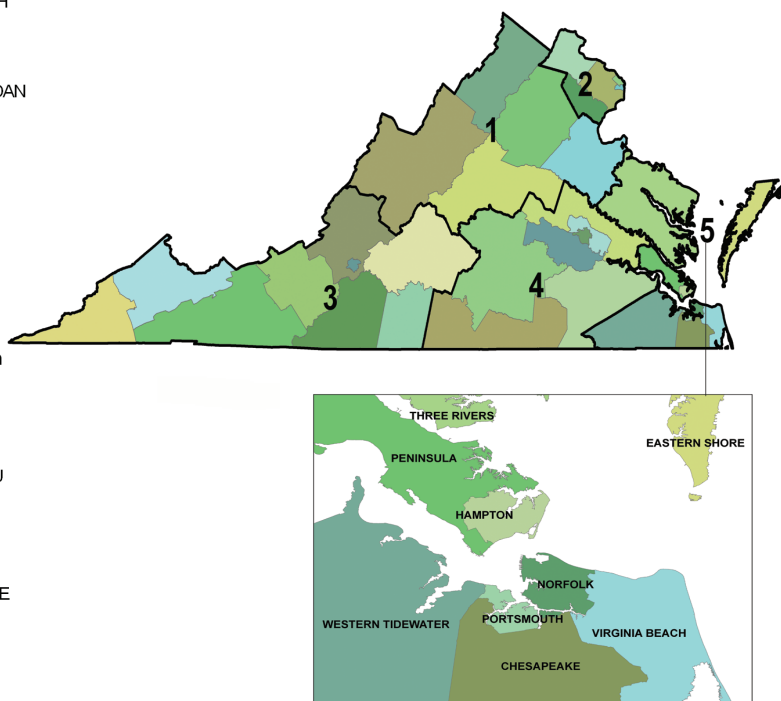 H
DAN
1
2
5
3
4
U
E
THREE RIVERS
EASTERN SHORE
PENINSULA
HAMPTON
NORFOLK
WESTERN TIDEWATER
PORTSMOUTH
VIRGINIA BEACH
CHESAPEAKE